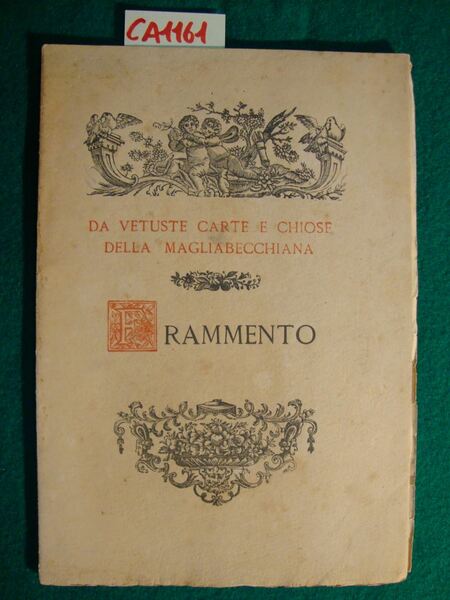 CA1161
DA VETUSTE CARTE E CHIOSE
DELLA MAGLIABECCHIANA
FRAMMENTO